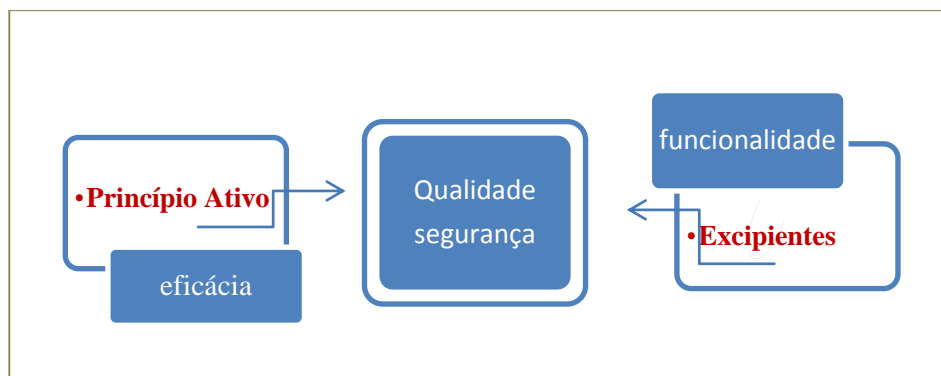 •Princípio Ativo
eficácia
Qualidade
segurança
funcionalidade
•Excipientes